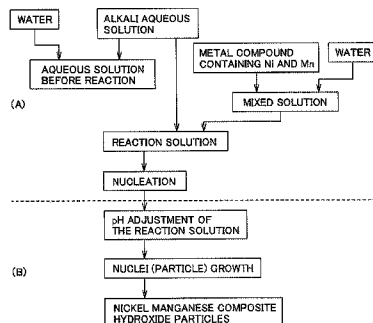 WATER
ALKALI AQUEOUS
SOLUTION
METAL COMPOUND
CONTAINING Ni AND Mn
WATER
AQUEOUS SOLUTION
BEFORE REACTION
MIXED SOLUTION
(A)
REACTION SOLUTION
NUCLEATION
pH ADJUSTMENT OF
THE REACTION SOLUTION
(B)
NUCLEI (PARTICLE) GROWTH
NICKEL MANGANESE COMPOSITE
HYDROXIDE PARTICLES